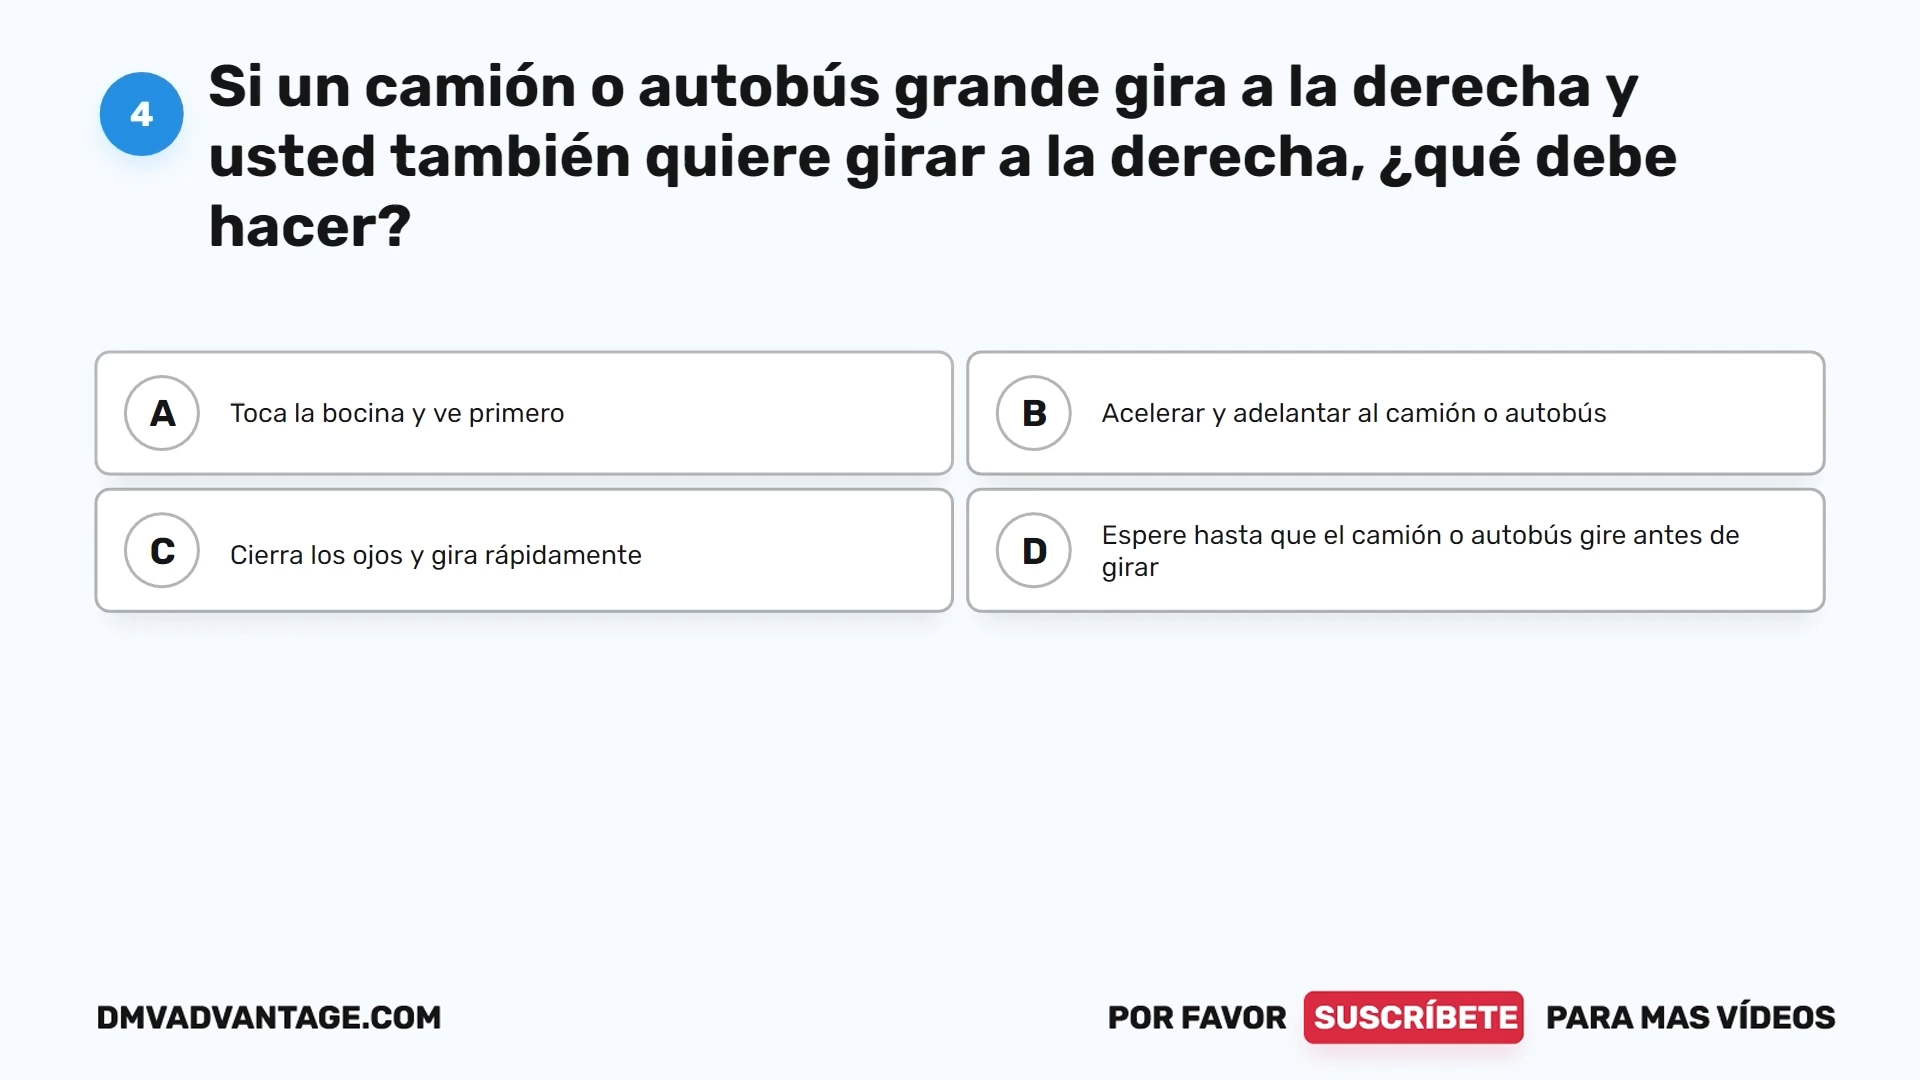 4
Si un camión o autobús grande gira a la derecha y
usted también quiere girar a la derecha, ¿qué debe
hacer?
A
Toca la bocina y ve primero
B
Acelerar y adelantar al camión o autobús
C
Cierra los ojos y gira rápidamente
D
Espere hasta que el camión o autobús gire antes de
girar
DMVADVANTAGE.COM
POR FAVOR SUSCRÍBETE PARA MAS VÍDEOS